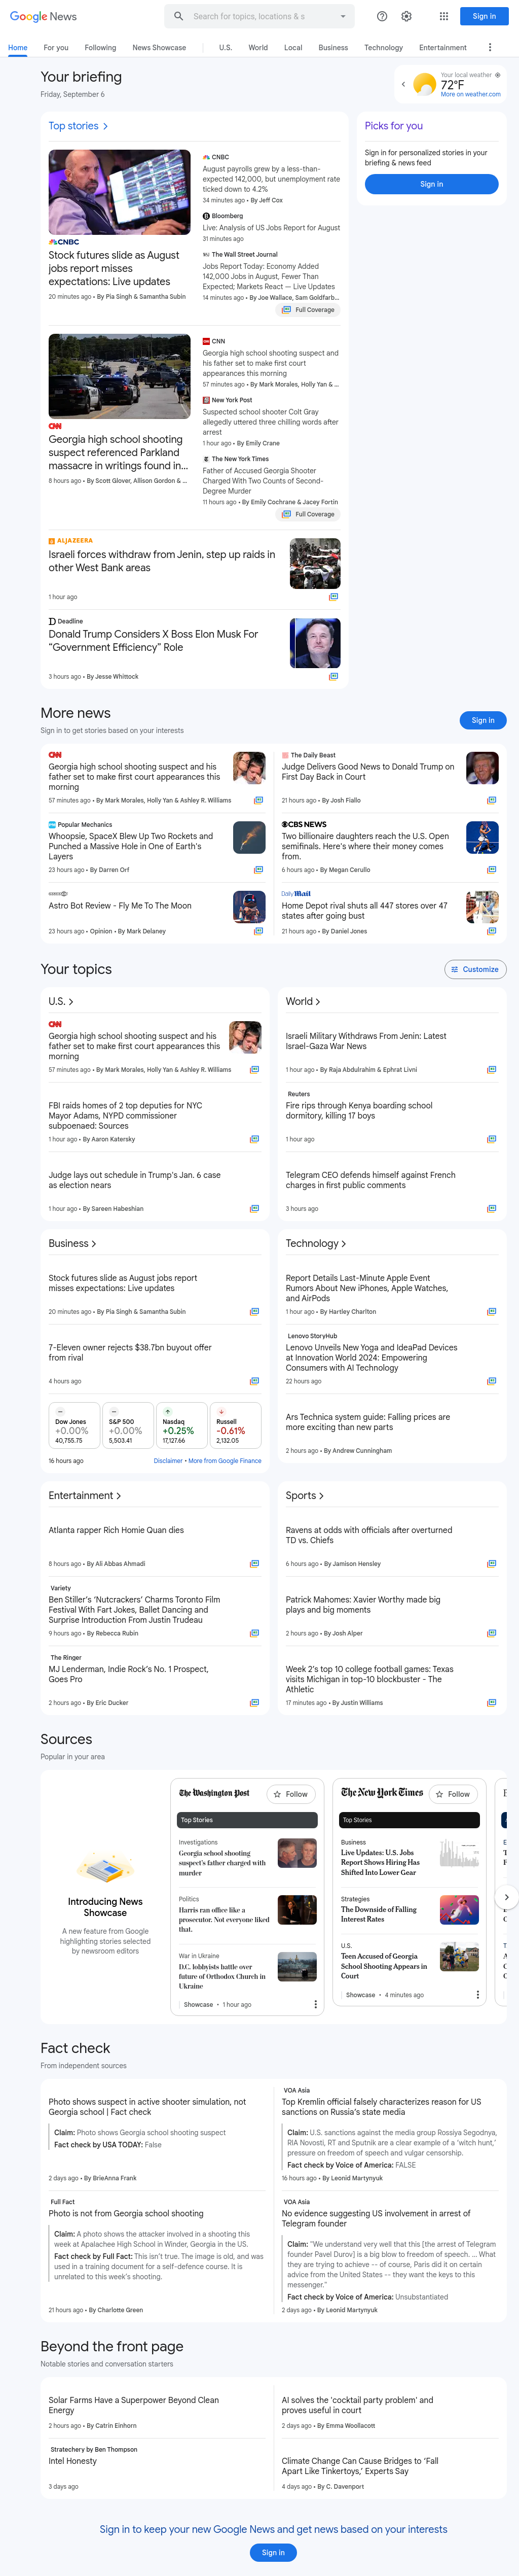 Google News
Search for topics, locations & s
Sign in
Home
For you
Following
News Showcase
U.S.
World
Local
Business
Technology
Entertainment
Your briefing
Friday, September 6
Your local weather
72°F
More on weather.com
Top stories
CNBC
Stock futures slide as August
jobs report misses
expectations: Live updates
20 minutes ago • By Pia Singh & Samantha Subin
CNBC
August payrolls grew by a less-than-
expected 142,000, but unemployment rate
ticked down to 4.2%
34 minutes ago • By Jeff Cox
Bloomberg
Live: Analysis of US Jobs Report for August
31 minutes ago
The Wall Street Journal
Jobs Report Today: Economy Added
142,000 Jobs in August, Fewer Than
Expected; Markets React — Live Updates
14 minutes ago • By Joe Wallace, Sam Goldfarb...
Full Coverage
CNN
Georgia high school shooting
suspect referenced Parkland
massacre in writings found in...
8 hours ago • By Scott Glover, Allison Gordon & ...
CNN
Georgia high school shooting suspect and
his father set to make first court
appearances this morning
57 minutes ago • By Mark Morales, Holly Yan & ...
New York Post
Suspected school shooter Colt Gray
allegedly uttered three chilling words after
arrest
1 hour ago • By Emily Crane
The New York Times
Father of Accused Georgia Shooter
Charged With Two Counts of Second-
Degree Murder
11 hours ago • By Emily Cochrane & Jacey Fortin
Full Coverage
ALJAZEERA
Israeli forces withdraw from Jenin, step up raids in
other West Bank areas
1 hour ago
Deadline
Donald Trump Considers X Boss Elon Musk For
"Government Efficiency" Role
3 hours ago • By Jesse Whittock
Picks for you
Sign in for personalized stories in your
briefing & news feed
Sign in
More news
Sign in to get stories based on your interests
Sign in
CNN
Georgia high school shooting suspect and his
father set to make first court appearances this
morning
57 minutes ago • By Mark Morales, Holly Yan & Ashley R. Williams
The Daily Beast
Judge Delivers Good News to Donald Trump on
First Day Back in Court
21 hours ago • By Josh Fiallo
Popular Mechanics
Whoopsie, SpaceX Blew Up Two Rockets and
Punched a Massive Hole in One of Earth's
Layers
23 hours ago • By Darren Orf
CBS NEWS
Two billionaire daughters reach the U.S. Open
semifinals. Here's where their money comes
from.
6 hours ago • By Megan Cerullo
Astro Bot Review - Fly Me To The Moon
23 hours ago • Opinion • By Mark Delaney
Daily Mail
Home Depot rival shuts all 447 stores over 47
states after going bust
21 hours ago • By Daniel Jones
Your topics
Customize
U.S.
CNN
Georgia high school shooting suspect and his
father set to make first court appearances this
morning
57 minutes ago • By Mark Morales, Holly Yan & Ashley R. Williams
FBI raids homes of 2 top deputies for NYC
Mayor Adams, NYPD commissioner
subpoenaed: Sources
1 hour ago • By Aaron Katersky
Judge lays out schedule in Trump's Jan. 6 case
as election nears
1 hour ago • By Sareen Habeshian
World
Israeli Military Withdraws From Jenin: Latest
Israel-Gaza War News
1 hour ago • By Raja Abdulrahim & Ephrat Livni
Reuters
Fire rips through Kenya boarding school
dormitory, killing 17 boys
1 hour ago
Telegram CEO defends himself against French
charges in first public comments
3 hours ago
Business
Stock futures slide as August jobs report
misses expectations: Live updates
20 minutes ago • By Pia Singh & Samantha Subin
7-Eleven owner rejects $38.7bn buyout offer
from rival
4 hours ago
Dow Jones
+0.00%
40,755.75
S&P 500
+0.00%
5,503.41
Nasdaq
+0.25%
17,127.66
Russell
-0.61%
2,132.05
16 hours ago
Disclaimer • More from Google Finance
Technology
Report Details Last-Minute Apple Event
Rumors About New iPhones, Apple Watches,
and AirPods
1 hour ago • By Hartley Charlton
Lenovo StoryHub
Lenovo Unveils New Yoga and IdeaPad Devices
at Innovation World 2024: Empowering
Consumers with AI Technology
22 hours ago
Ars Technica system guide: Falling prices are
more exciting than new parts
2 hours ago • By Andrew Cunningham
Entertainment
Atlanta rapper Rich Homie Quan dies
8 hours ago • By Ali Abbas Ahmadi
Variety
Ben Stiller's 'Nutcrackers' Charms Toronto Film
Festival With Fart Jokes, Ballet Dancing and
Surprise Introduction From Justin Trudeau
9 hours ago • By Rebecca Rubin
The Ringer
MJ Lenderman, Indie Rock's No. 1 Prospect,
Goes Pro
2 hours ago • By Eric Ducker
Sports
Ravens at odds with officials after overturned
TD vs. Chiefs
6 hours ago • By Jamison Hensley
Patrick Mahomes: Xavier Worthy made big
plays and big moments
2 hours ago • By Josh Alper
Week 2's top 10 college football games: Texas
visits Michigan in top-10 blockbuster - The
Athletic
17 minutes ago • By Justin Williams
Sources
Popular in your area
Introducing News
Showcase
A new feature from Google
highlighting stories selected
by newsroom editors
The Washington Post
Follow
Top Stories
Investigations
Georgia school shooting
suspect's father charged with
murder
Politics
Harris ran office like a
prosecutor. Not everyone liked
that.
War in Ukraine
D.C. lobbyists battle over
future of Orthodox Church in
Ukraine
Showcase • 1 hour ago
The New York Times
Follow
Top Stories
Business
Live Updates: U.S. Jobs
Report Shows Hiring Has
Shifted Into Lower Gear
Strategies
The Downside of Falling
Interest Rates
U.S.
Teen Accused of Georgia
School Shooting Appears in
Court
Showcase • 4 minutes ago
Fact check
From independent sources
Photo shows suspect in active shooter simulation, not
Georgia school | Fact check
Claim: Photo shows Georgia school shooting suspect
Fact check by USA TODAY: False
2 days ago • By BrieAnna Frank
VOA Asia
Top Kremlin official falsely characterizes reason for US
sanctions on Russia's state media
Claim: U.S. sanctions against the media group Rossiya Segodnya,
RIA Novosti, RT and Sputnik are a clear example of a 'witch hunt,'
pressure on freedom of speech and vulgar censorship.
Fact check by Voice of America: FALSE
16 hours ago • By Leonid Martynyuk
Full Fact
Photo is not from Georgia school shooting
Claim: A photo shows the attacker involved in a shooting this
week at Apalachee High School in Winder, Georgia in the US.
Fact check by Full Fact: This isn't true. The image is old, and was
used in a training document for a self-defence course. It is
unrelated to this week's shooting.
21 hours ago • By Charlotte Green
VOA Asia
No evidence suggesting US involvement in arrest of
Telegram founder
Claim: "We understand very well that this [the arrest of Telegram
founder Pavel Durov] is a big blow to freedom of speech. ... What
they are trying to achieve -- of course, Paris did it on certain
advice from the United States -- they want the keys to this
messenger."
Fact check by Voice of America: Unsubstantiated
2 days ago • By Leonid Martynyuk
Beyond the front page
Notable stories and conversation starters
Solar Farms Have a Superpower Beyond Clean
Energy
2 hours ago • By Catrin Einhorn
AI solves the 'cocktail party problem' and
proves useful in court
2 days ago • By Emma Woollacott
Stratechery by Ben Thompson
Intel Honesty
3 days ago
Climate Change Can Cause Bridges to 'Fall
Apart Like Tinkertoys,' Experts Say
4 days ago • By C. Davenport
Sign in to keep your new Google News and get news based on your interests
Sign in